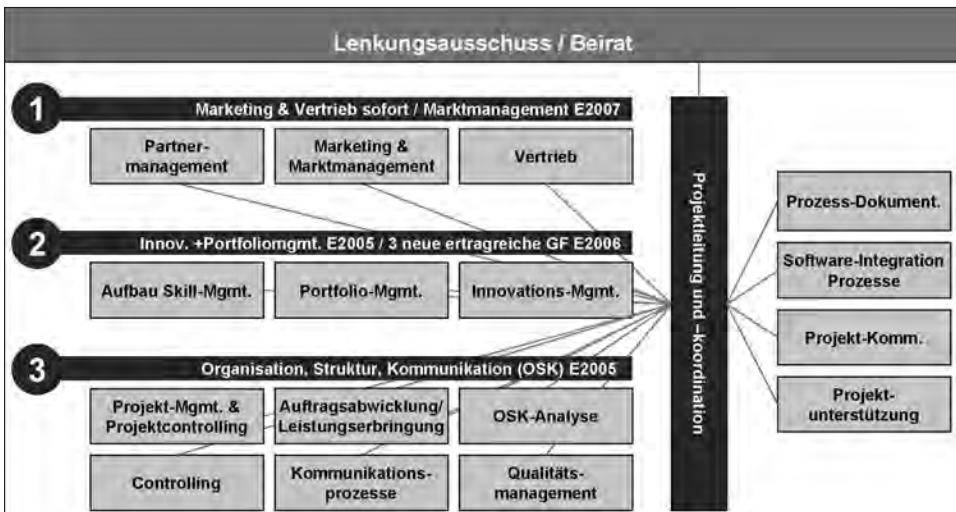 Lenkungsausschuss / Beirat
1
Marketing & Vertrieb sofort / Marktmanagement E2007
Partner-
management
Marketing &
Marktmanagement
Vertrieb
2
Innov. +Portfoliomgmt. E2005 / 3 neue ertragreiche GF E2006
Aufbau Skill-Mgmt.
Portfolio-Mgmt.
Innovations-Mgmt.
3
Organisation, Struktur, Kommunikation (OSK) E2005
Projekt-Mgmt. &
Projektcontrolling
Auftragsabwicklung/
Leistungserbringung
OSK-Analyse
Controlling
Kommunikations-
prozesse
Qualitäts-
management
Projektleitung und –koordination
Prozess-Dokument.
Software-Integration
Prozesse
Projekt-Komm.
Projekt-
unterstützung